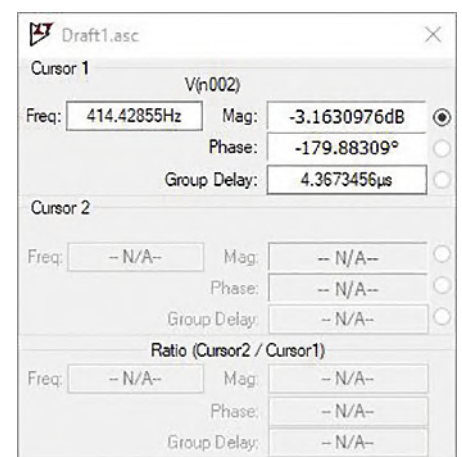 Draft1.asc
Cursor 1
V(n002)
Freq: 414.42855Hz Mag: -3.1630976dB
Phase: -179.88309°
Group Delay: 4.3673456µs
Cursor 2
Freq: -- N/A-- Mag: -- N/A--
Phase: -- N/A--
Group Delay: -- N/A--
Ratio (Cursor2 / Cursor1)
Freq: -- N/A-- Mag: -- N/A--
Phase: -- N/A--
Group Delay: -- N/A--